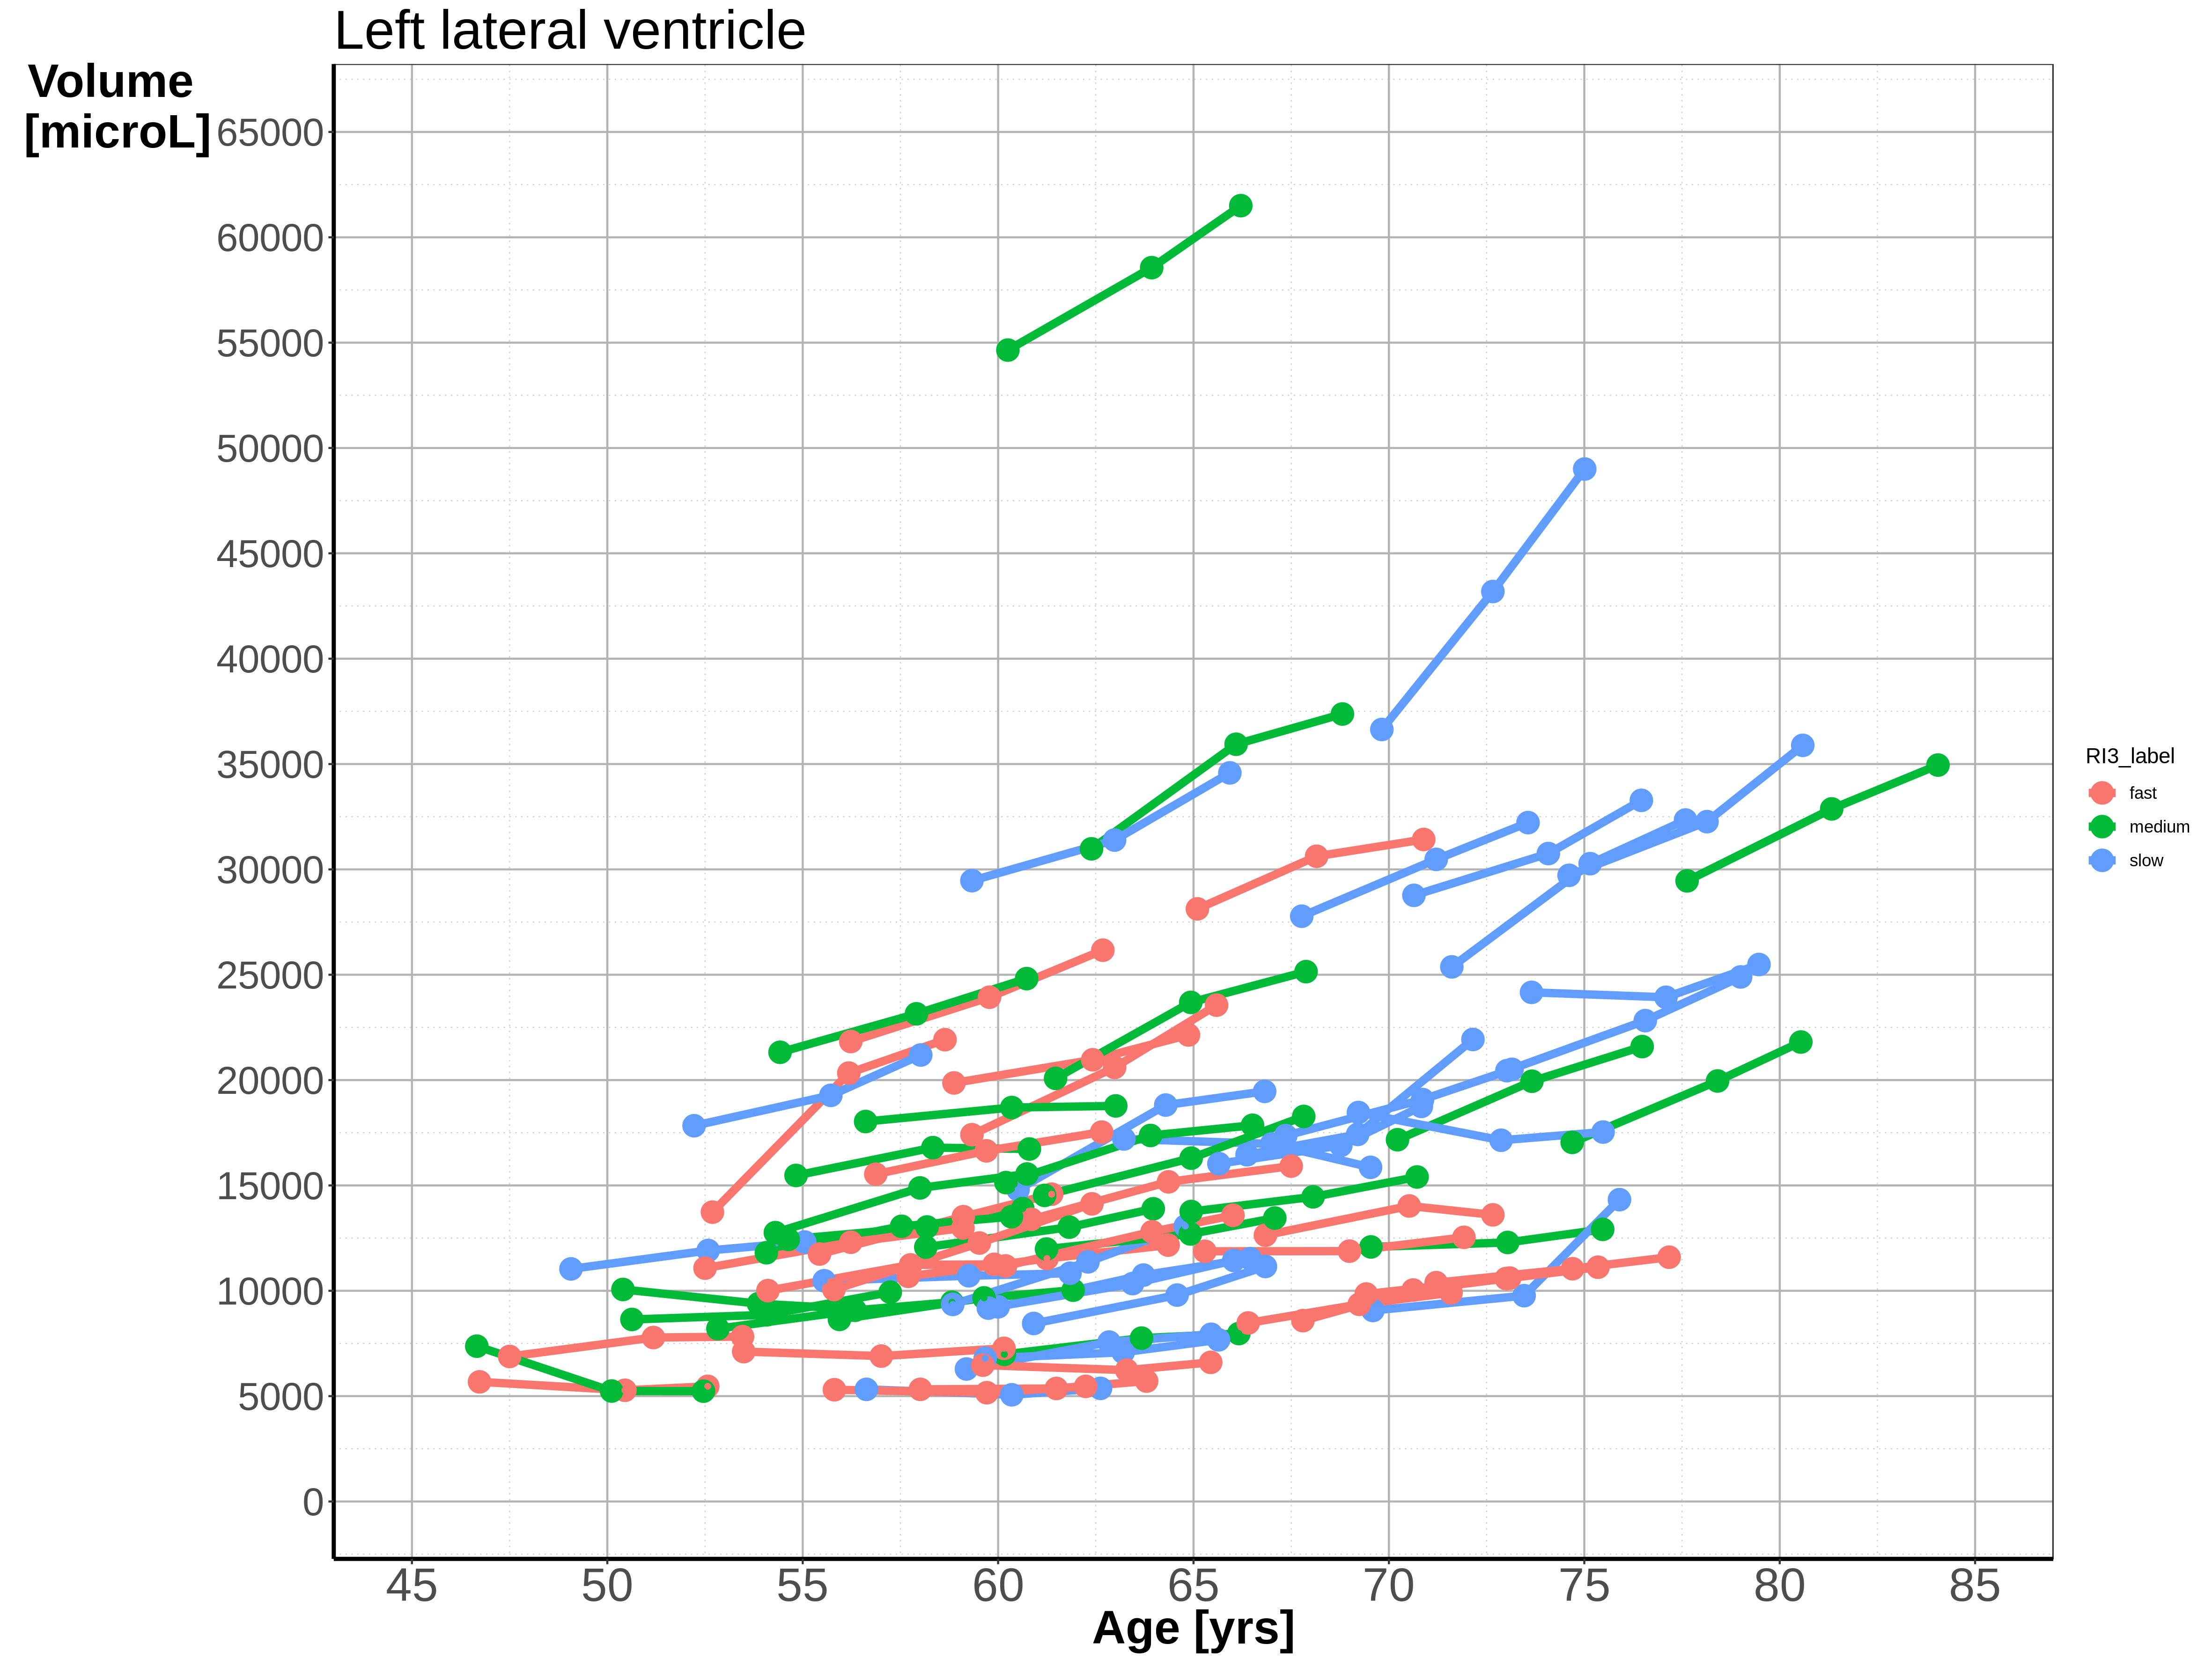 Left lateral ventricle
Volume
[microL]
65000
60000
55000
50000
45000
40000
35000
30000
25000
20000
15000
10000
5000
0
45 50 55 60 65 70 75 80 85
Age [yrs]
RI3_label
fast
medium
slow